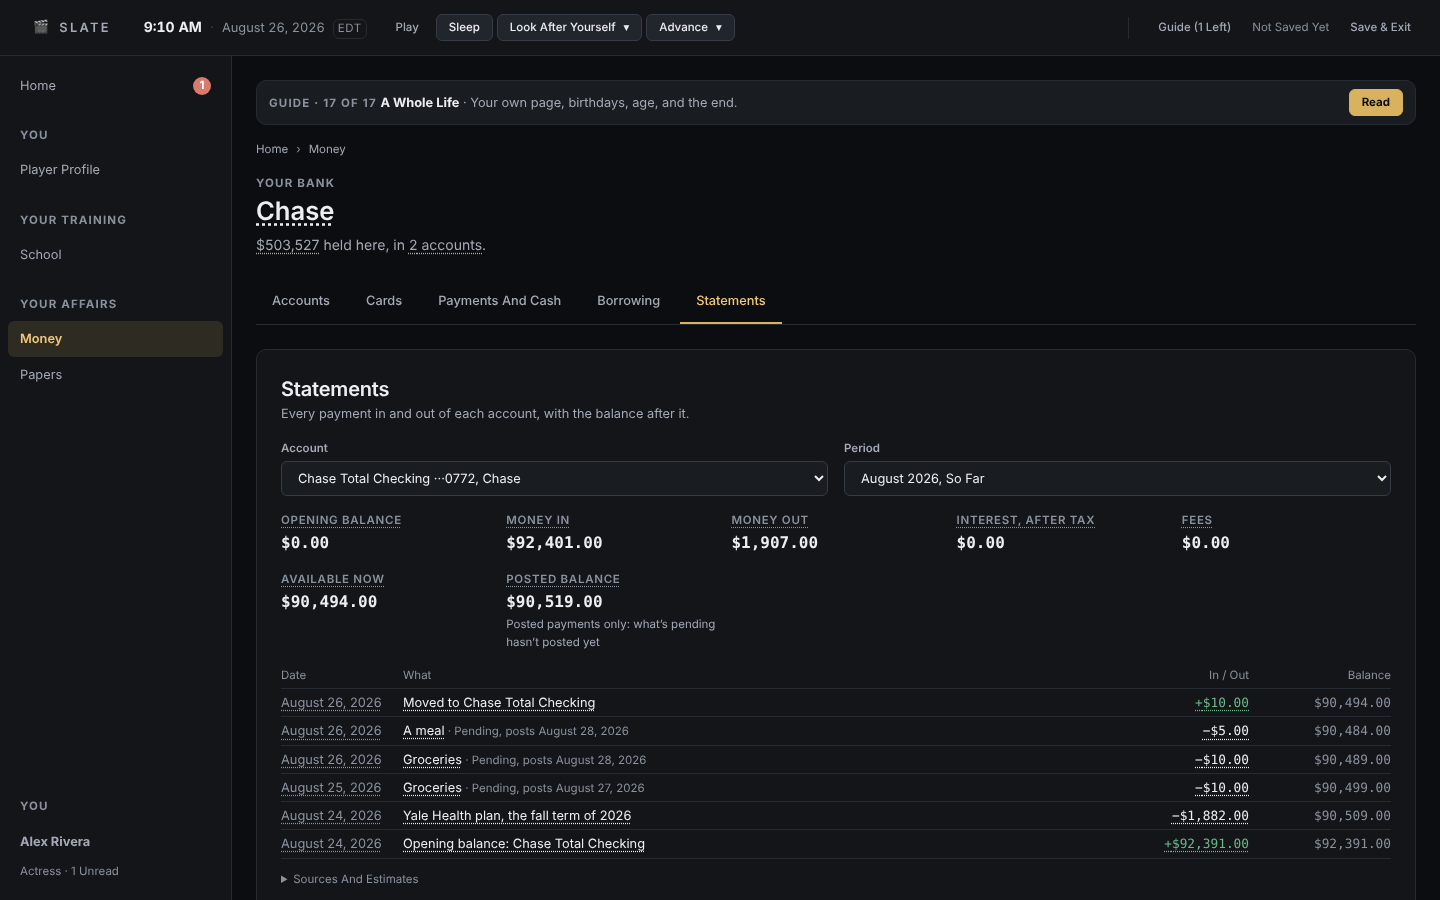 SLATE
9:10 AM · August 26, 2026 EDT
Play
Sleep
Look After Yourself ▾
Advance ▾
Guide (1 Left)
Not Saved Yet
Save & Exit
Home
1
YOU
Player Profile
YOUR TRAINING
School
YOUR AFFAIRS
Money
Papers
YOU
Alex Rivera
Actress · 1 Unread
GUIDE · 17 OF 17 A Whole Life · Your own page, birthdays, age, and the end.
Read
Home › Money
YOUR BANK
Chase
$503,527 held here, in 2 accounts.
Accounts
Cards
Payments And Cash
Borrowing
Statements
Statements
Every payment in and out of each account, with the balance after it.
Account
Chase Total Checking ···0772, Chase
Period
August 2026, So Far
OPENING BALANCE
$0.00
MONEY IN
$92,401.00
MONEY OUT
$1,907.00
INTEREST, AFTER TAX
$0.00
FEES
$0.00
AVAILABLE NOW
$90,494.00
POSTED BALANCE
$90,519.00
Posted payments only: what's pending
hasn't posted yet
Date What In / Out Balance
August 26, 2026 Moved to Chase Total Checking +$10.00 $90,494.00
August 26, 2026 A meal · Pending, posts August 28, 2026 −$5.00 $90,484.00
August 26, 2026 Groceries · Pending, posts August 28, 2026 −$10.00 $90,489.00
August 25, 2026 Groceries · Pending, posts August 27, 2026 −$10.00 $90,499.00
August 24, 2026 Yale Health plan, the fall term of 2026 −$1,882.00 $90,509.00
August 24, 2026 Opening balance: Chase Total Checking +$92,391.00 $92,391.00
▶ Sources And Estimates